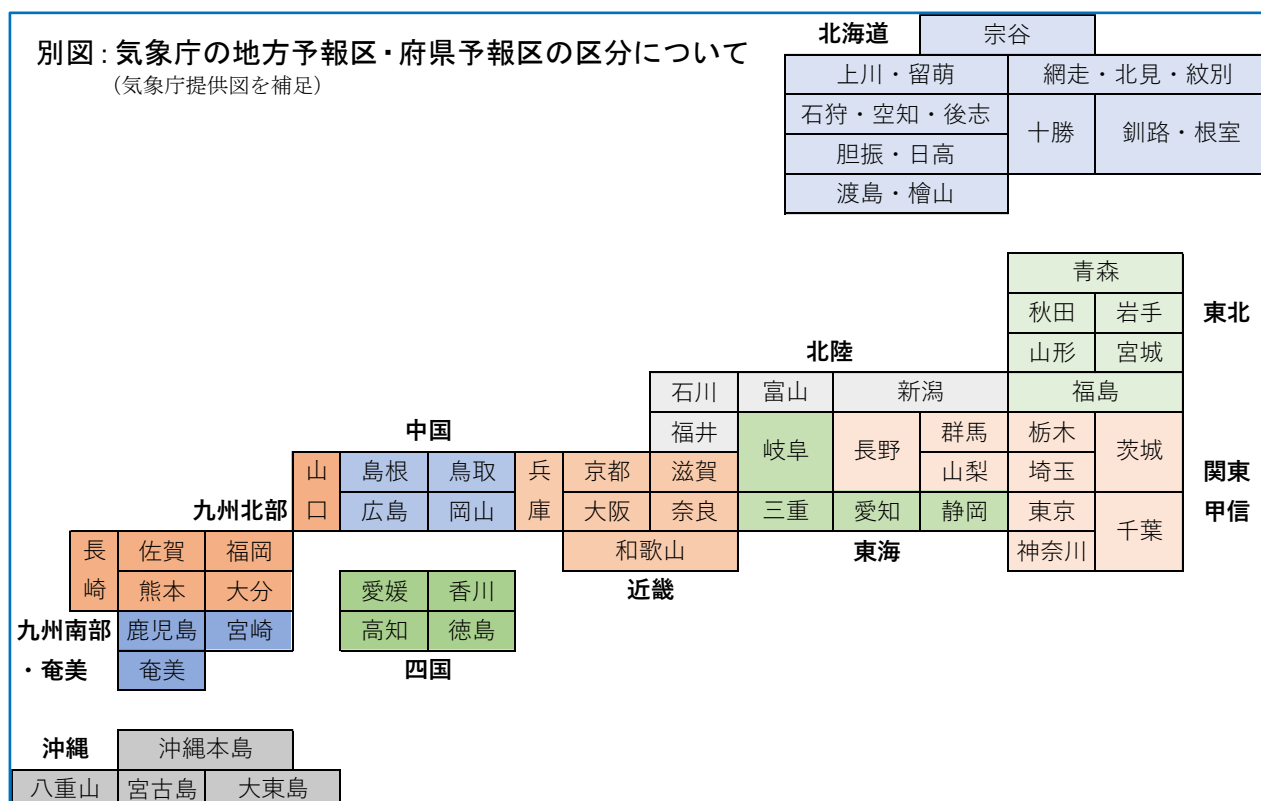 別図:気象庁の地方予報区・府県予報区の区分について
(気象庁提供図を補足)
北海道 宗谷
上川・留萌 網走・北見・紋別
石狩・空知・後志
十勝 釧路・根室
胆振・日高
渡島・檜山
青森
秋田 岩手 東北
北陸 山形 宮城
石川 富山 新潟 福島
中国 福井 岐阜 長野 群馬 栃木 茨城
山口 島根 鳥取 兵庫 京都 滋賀 山梨 埼玉 関東
九州北部 広島 岡山 大阪 奈良 三重 愛知 静岡 東京 千葉 甲信
長崎 佐賀 福岡 和歌山 東海 神奈川
熊本 大分 愛媛 香川 近畿
九州南部 鹿児島 宮崎 高知 徳島
・奄美 奄美 四国
沖縄 沖縄本島
八重山 宮古島 大東島